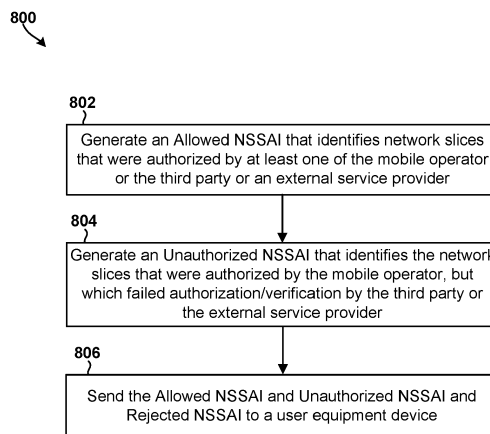 800
802
Generate an Allowed NSSAI that identifies network slices
that were authorized by at least one of the mobile operator
or the third party or an external service provider
804
Generate an Unauthorized NSSAI that identifies the network
slices that were authorized by the mobile operator, but
which failed authorization/verification by the third party or
the external service provider
806
Send the Allowed NSSAI and Unauthorized NSSAI and
Rejected NSSAI to a user equipment device